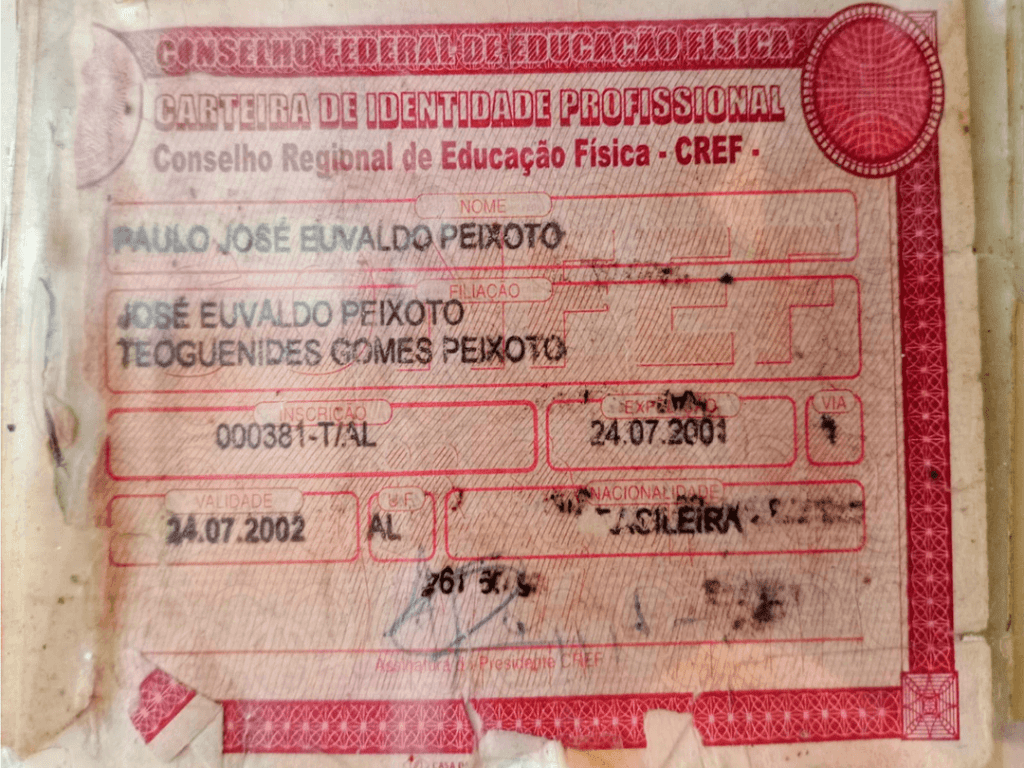 CONSELHO FEDERAL DE EDUCAÇÃO FÍSICA
CARTEIRA DE IDENTIDADE PROFISSIONAL
Conselho Regional de Educação Física - CREF -
NOME
PAULO JOSÉ EUVALDO PEIXOTO
FILIAÇÃO
JOSÉ EUVALDO PEIXOTO
TEOGUENIDES GOMES PEIXOTO
INSCRIÇÃO VIA
000381-T/AL 24.07.2001
VALIDADE U.F. NACIONALIDADE
24.07.2002 AL
Assinatura Presidente CREF